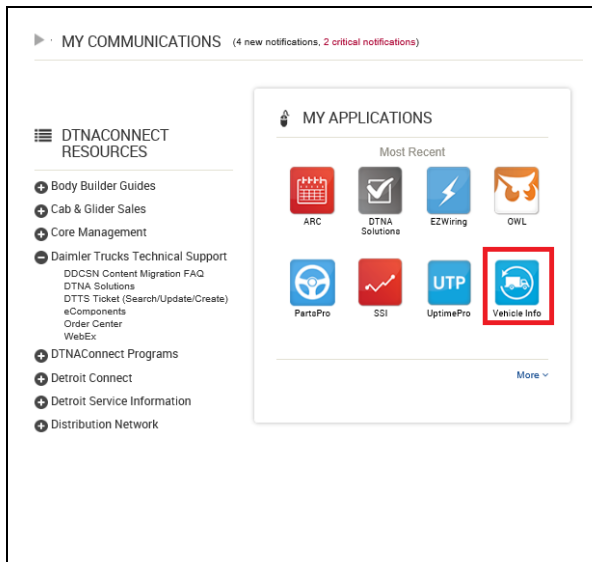 MY COMMUNICATIONS (4 new notifications, 2 critical notifications)
DTNACONNECT
RESOURCES
Body Builder Guides
Cab & Glider Sales
Core Management
Daimler Trucks Technical Support
DDCSN Content Migration FAQ
DTNA Solutions
DTTS Ticket (Search/Update/Create)
eComponents
Order Center
WebEx
DTNAConnect Programs
Detroit Connect
Detroit Service Information
Distribution Network
MY APPLICATIONS
Most Recent
ARC
DTNA
Solutions
EZWiring
OWL
UTP
PartsPro
SSI
UptimePro
Vehicle Info
More